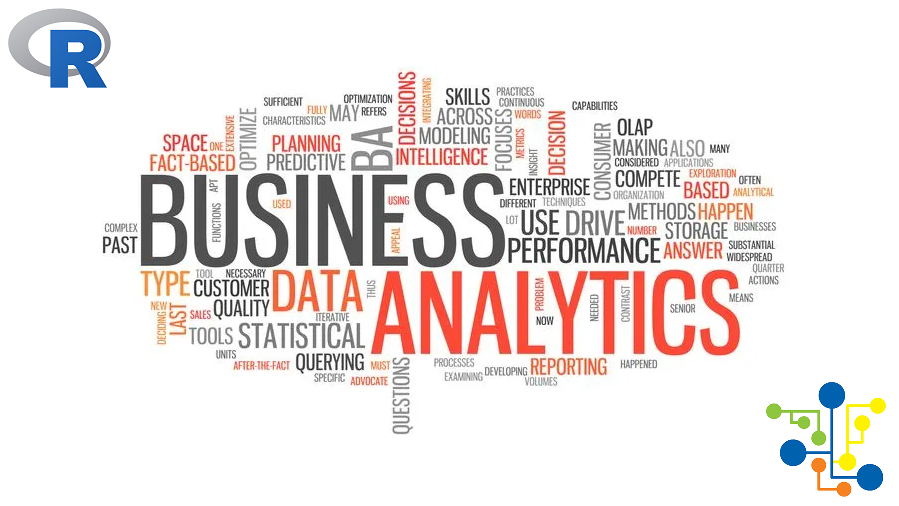 R
SUFFICIENT
OPTIMIZATION
FULLY
MAY
REFERS
CHARACTERISTICS
DECISIONS
INTEGRATING
SKILLS
PRACTICES
CONTINUOUS
WORDS
CAPABILITIES
ACROSS
MODELING
INTELLIGENCE
FOCUSES
METRICS
INSIGHT
DECISION
SPACE
ONE
EXTENSIVE
OPTIMIZE
FACT-BASED
PLANNING
PREDICTIVE
BA
CONSUMER
OLAP
MAKING
ALSO
MANY
CONSIDERED
APPLICATIONS
COMPETE
EXPLORATION
OFTEN
ORGANIZATION
BASED
ANALYTICAL
BUSINESS
APT
FUNCTIONS
USED
USING
APPEAL
ENTERPRISE
DIFFERENT
TECHNIQUES
LOT
USE
DRIVE
METHODS
HAPPEN
NUMBER
STORAGE
BUSINESSES
PERFORMANCE
ANSWER
SUBSTANTIAL
WIDESPREAD
COMPLEX
PAST
QUARTER
ACTIONS
TYPE
TOOL
NECESSARY
CUSTOMER
DATA
THUS
ANALYTICS
PROBLEM
NOW
NEEDED
CONTRAST
SENIOR
MEANS
NEW
DECIDING
LAST
SALES
QUALITY
ITERATIVE
TOOLS
STATISTICAL
UNITS
AFTER-THE-FACT
QUERYING
MUST
SPECIFIC
ADVOCATE
QUESTIONS
PROCESSES
EXAMINING
DEVELOPING
REPORTING
VOLUMES
HAPPENED